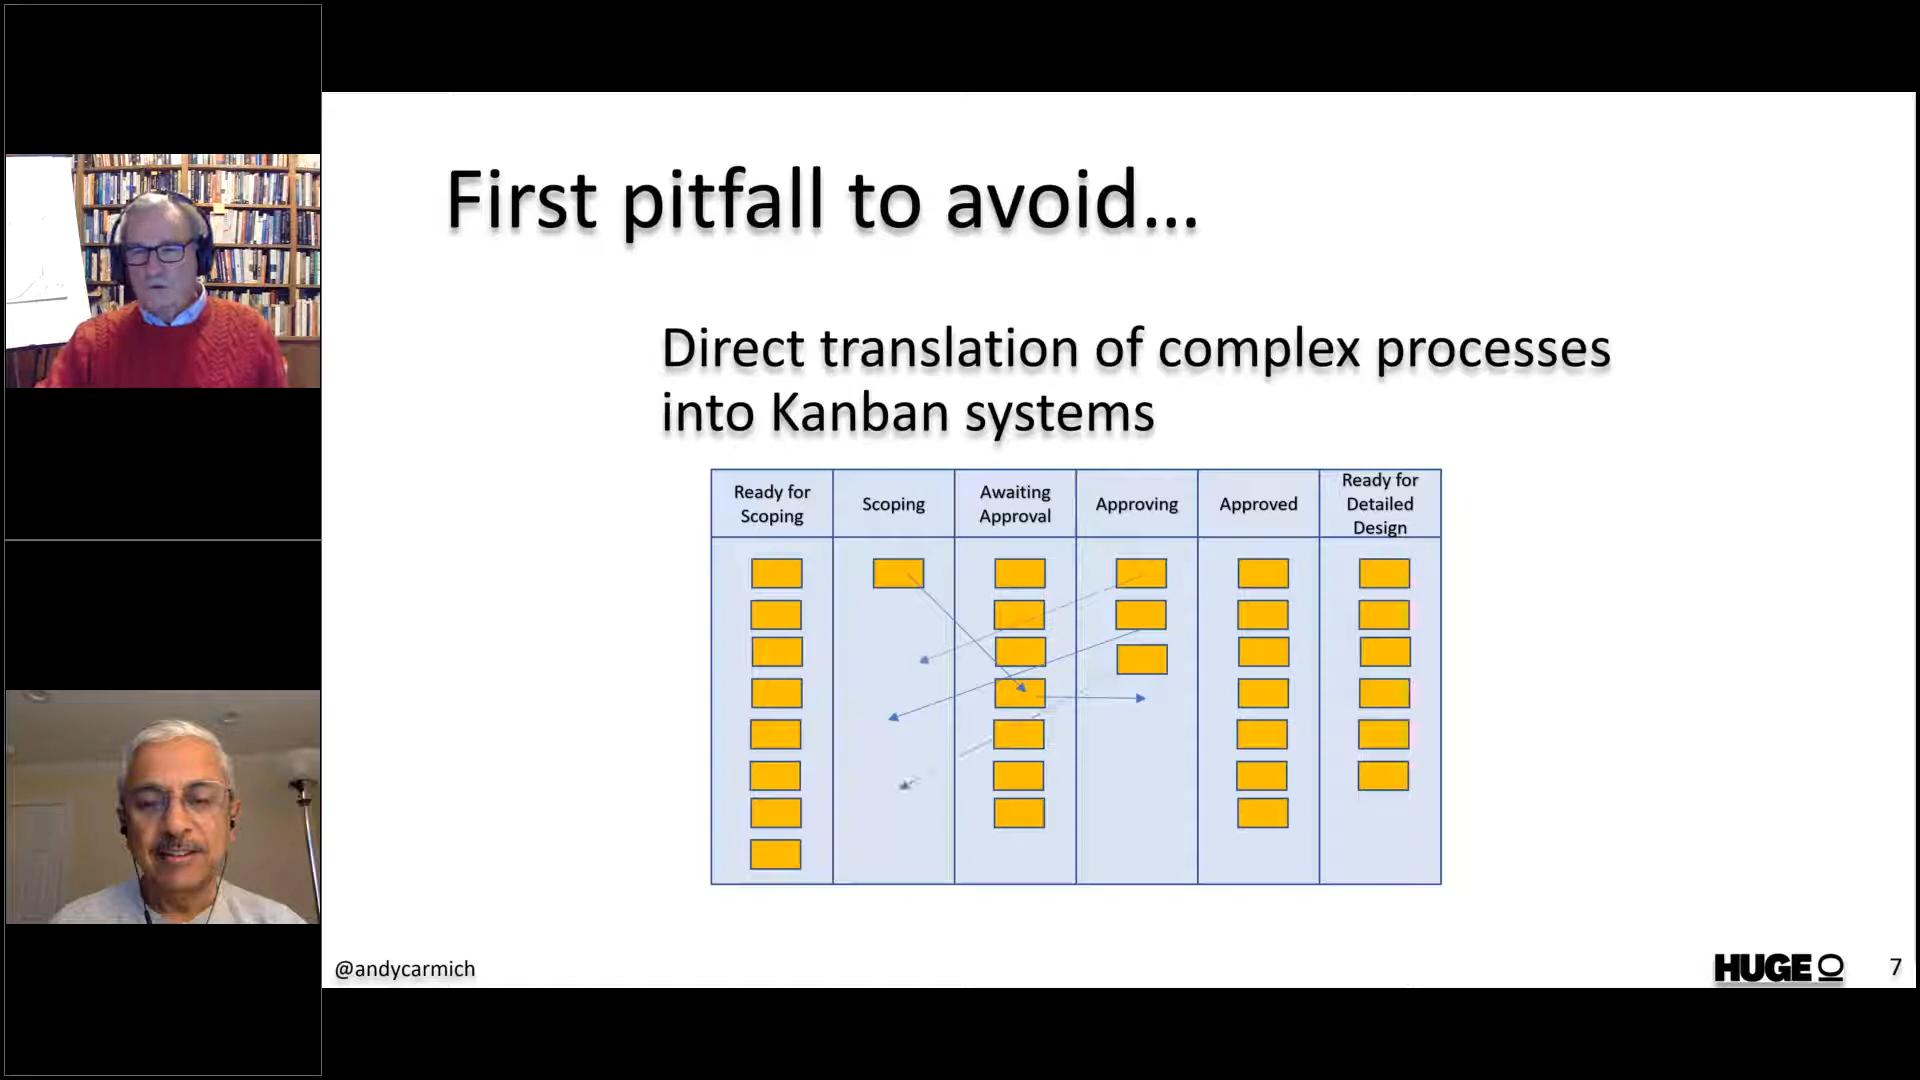 First pitfall to avoid...
Direct translation of complex processes
into Kanban systems
Ready for
Scoping
Scoping
Awaiting
Approval
Approving
Approved
Ready for
Detailed
Design
@andycarmich
HUGE IO
7